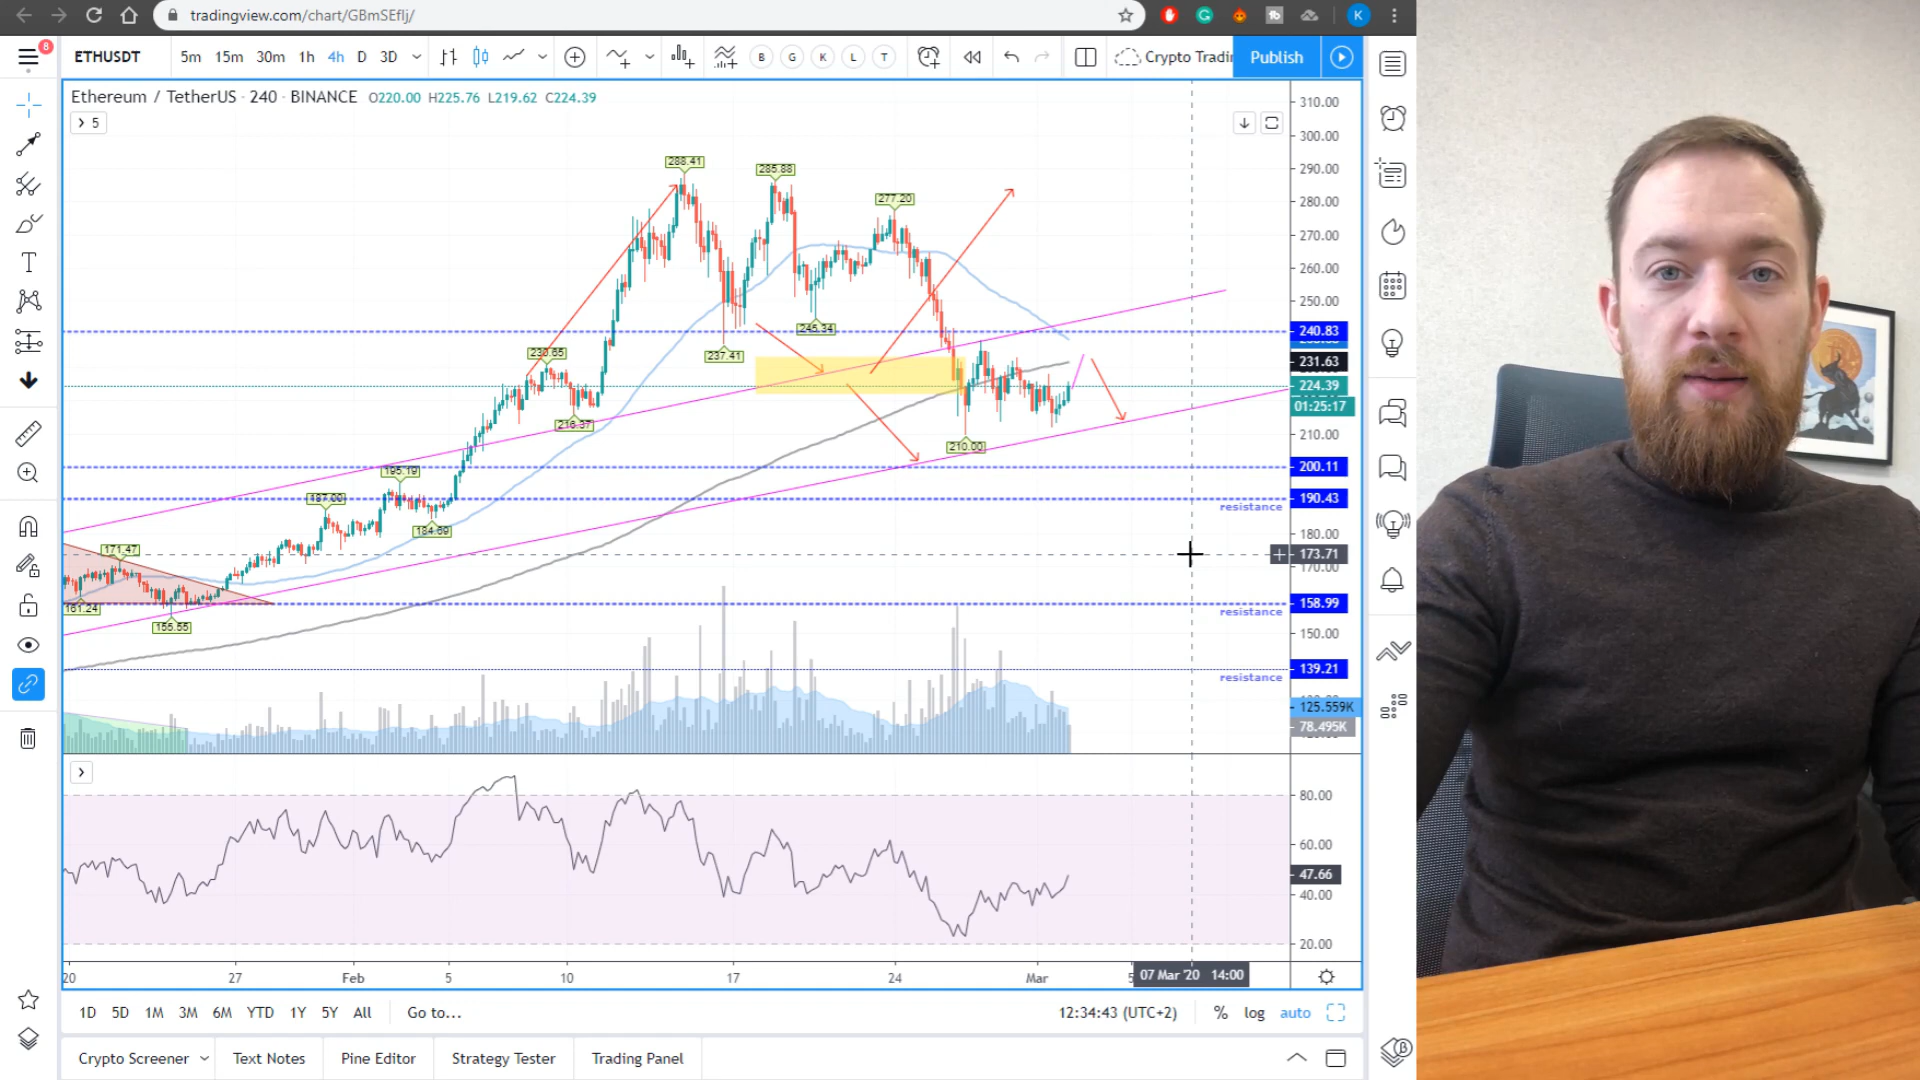 tradingview.com/chart/GBmSEfIj/
K
8
ETHUSDT
5m 15m 30m 1h 4h D 3D
B G K L T
Publish
Ethereum / TetherUS · 240 · BINANCE O220.00 H225.76 L219.62 C224.39
5
310.00
300.00
290.00
280.00
270.00
260.00
250.00
240.83
231.63
224.39
01:25:17
210.00
200.11
190.43
resistance
180.00
173.71
170.00
158.99
resistance
150.00
139.21
resistance
125.559K
78.495K
288.41
285.88
277.20
245.34
237.41
230.65
216.37
210.00
195.19
187.00
184.69
171.47
161.24
155.55
80.00
60.00
47.66
40.00
20.00
20 27 Feb 5 10 17 24 Mar 07 Mar '20 14:00
1D 5D 1M 3M 6M YTD 1Y 5Y All Go to... 12:34:43 (UTC+2) % log auto
Crypto Screener Text Notes Pine Editor Strategy Tester Trading Panel